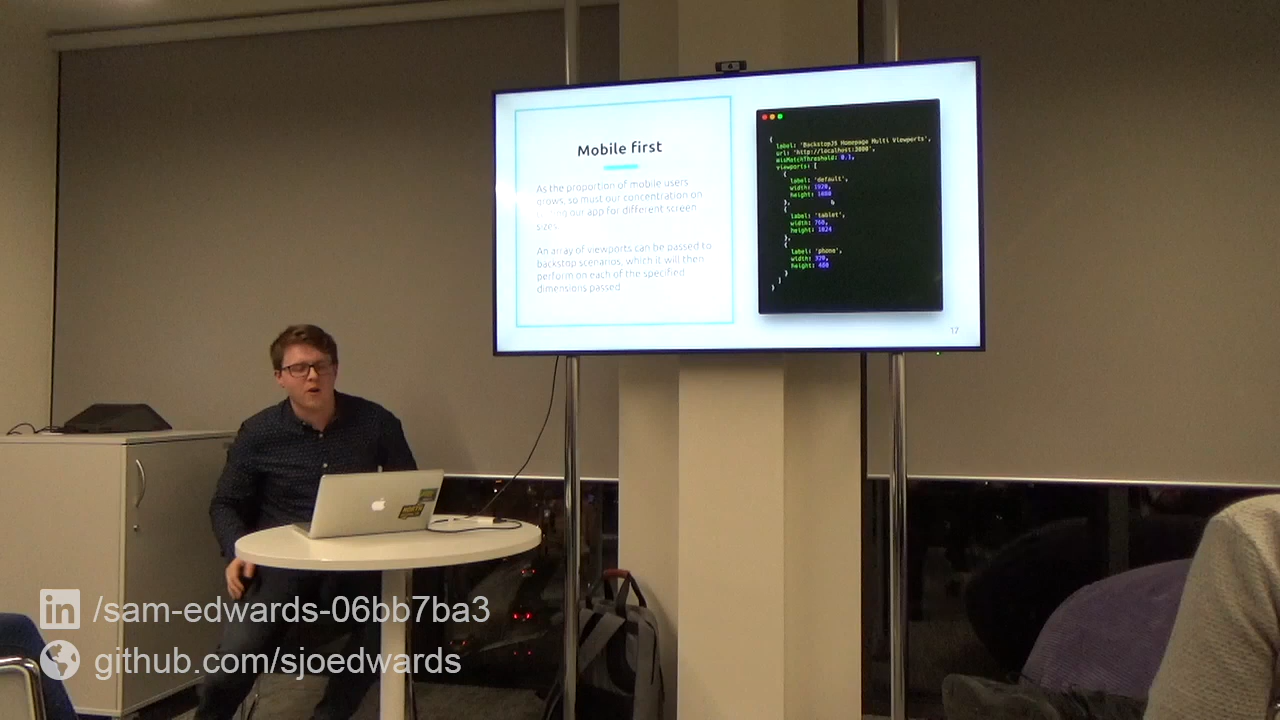 Mobile first
As the proportion of mobile users
grows, so must our concentration on
our app for different screen
sizes.
An array of viewports can be passed to
backstop scenarios, which it will then
perform on each of the specified
dimensions passed.
{
label: 'BackstopJS Homepage Multi Viewports',
url: 'http://localhost:3000',
misMatchThreshold: 0.1,
viewports: [
{
label: 'default',
width: 1920,
height: 1080
},
{
label: 'tablet',
width: 760,
height: 1024
},
{
label: 'phone',
width: 320,
height: 480
}
]
}
17
in /sam-edwards-06bb7ba3
github.com/sjoedwards